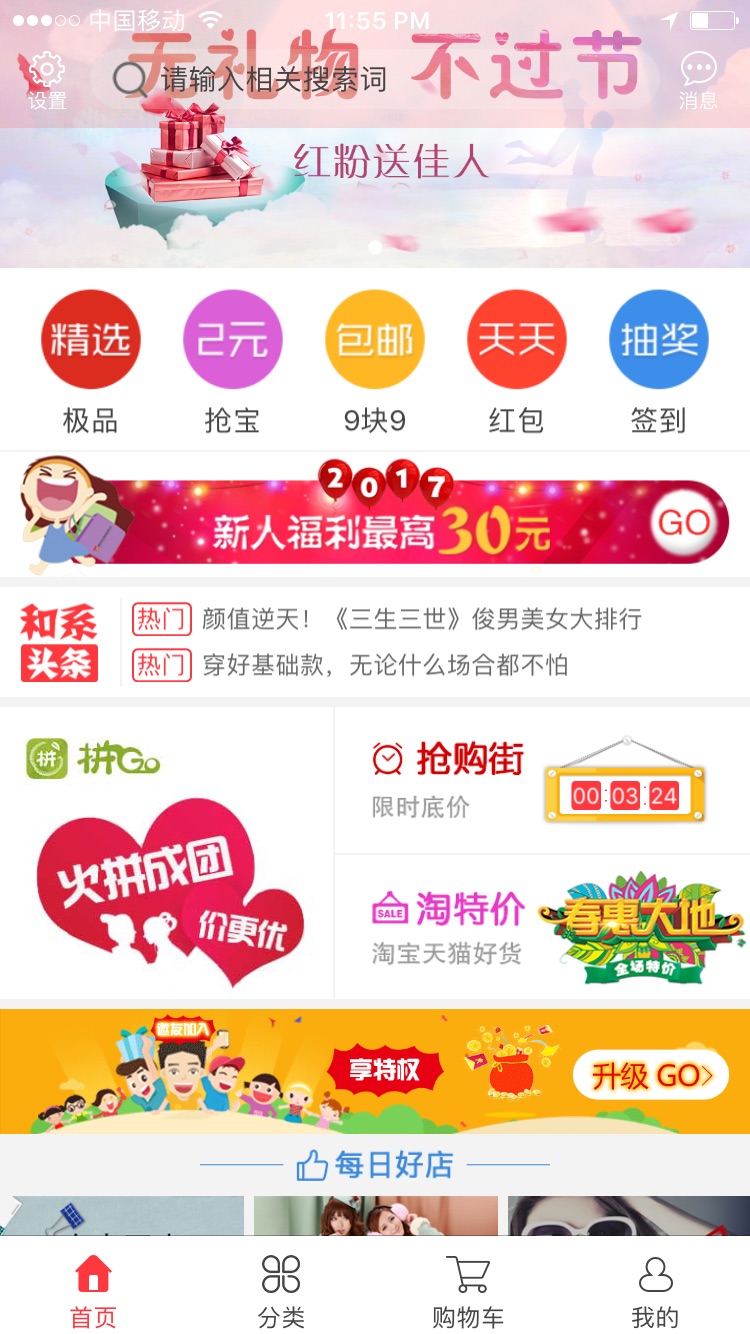 中国移动 11:55 PM
无礼物 不过节
设置 请输入相关搜索词 消息
红粉送佳人
精选 2元 包邮 天天 抽奖
极品 抢宝 9块9 红包 签到
2017
新人福利最高30元 GO
和系头条
热门 颜值逆天！《三生三世》俊男美女大排行
热门 穿好基础款，无论什么场合都不怕
拼 拼Go
火拼成团
价更优
抢购街 00:03:24
限时底价
SALE 淘特价
淘宝天猫好货
春惠大地
全场特价
邀友加入
享特权 升级 GO>
每日好店
首页 分类 购物车 我的